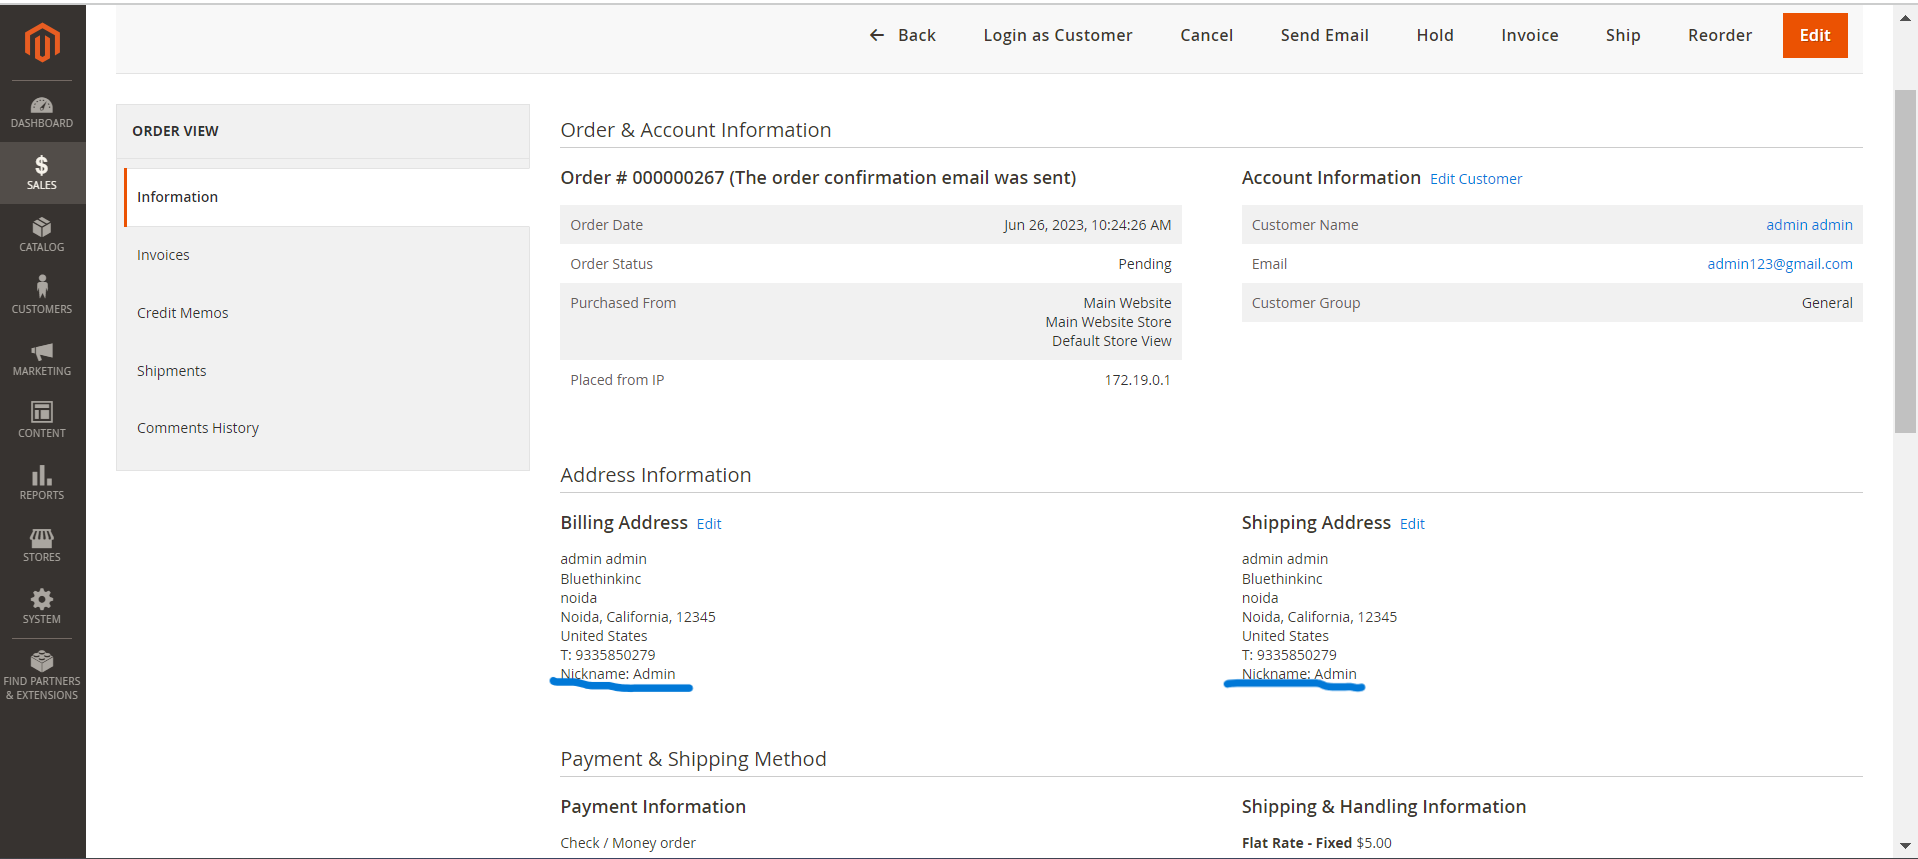 Back Login as Customer Cancel Send Email Hold Invoice Ship Reorder Edit
DASHBOARD
SALES
CATALOG
CUSTOMERS
MARKETING
CONTENT
REPORTS
STORES
SYSTEM
FIND PARTNERS
& EXTENSIONS
ORDER VIEW
Information
Invoices
Credit Memos
Shipments
Comments History
Order & Account Information
Order # 000000267 (The order confirmation email was sent)
Order Date Jun 26, 2023, 10:24:26 AM
Order Status Pending
Purchased From Main Website
Main Website Store
Default Store View
Placed from IP 172.19.0.1
Account Information Edit Customer
Customer Name admin admin
Email admin123@gmail.com
Customer Group General
Address Information
Billing Address Edit
admin admin
Bluethinkinc
noida
Noida, California, 12345
United States
T: 9335850279
Nickname: Admin
Shipping Address Edit
admin admin
Bluethinkinc
noida
Noida, California, 12345
United States
T: 9335850279
Nickname: Admin
Payment & Shipping Method
Payment Information
Check / Money order
Shipping & Handling Information
Flat Rate - Fixed $5.00